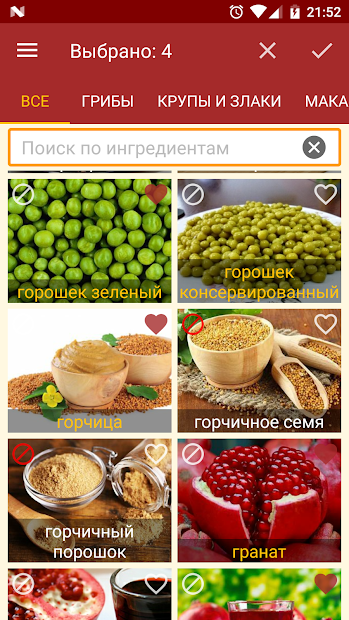 21:52
Выбрано: 4
ВСЕ
ГРИБЫ
КРУПЫ И ЗЛАКИ
МАКА
Поиск по ингредиентам
горошек зеленый
горошек
консервированный
горчица
горчичное семя
горчичный
порошок
гранат